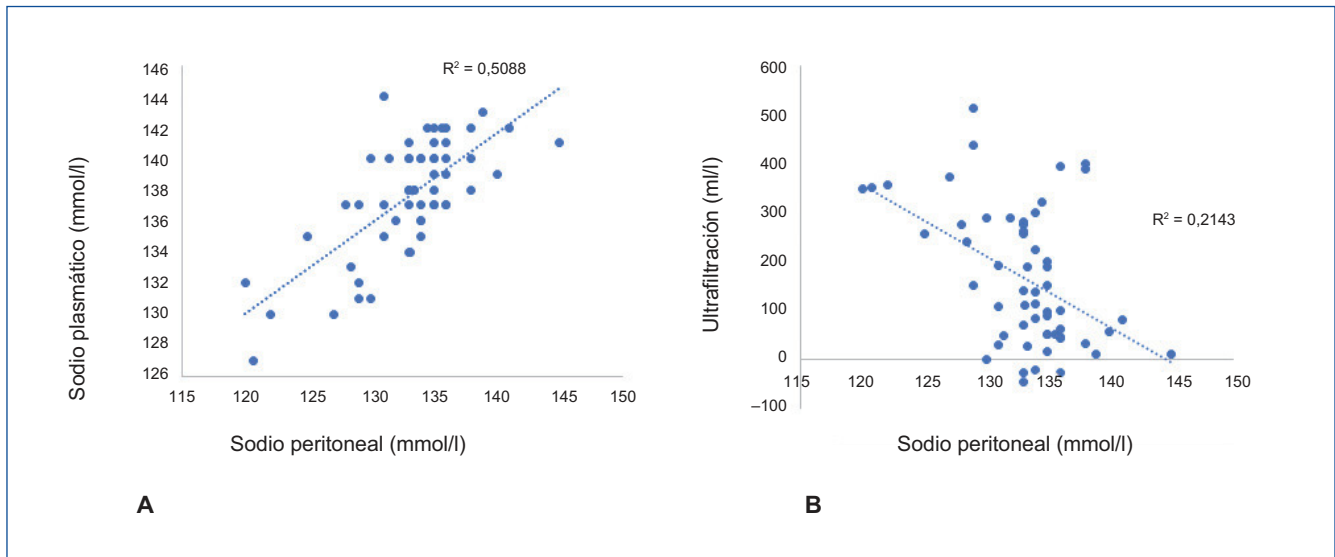 R² = 0,5088
146
144
142
140
138
136
134
132
130
128
126
115 120 125 130 135 140 145 150
Sodio plasmático (mmol/l)
Sodio peritoneal (mmol/l)
A
R² = 0,2143
600
500
400
300
200
100
0
–100
115 120 125 130 135 140 145 150
Ultrafiltración (ml/l)
Sodio peritoneal (mmol/l)
B